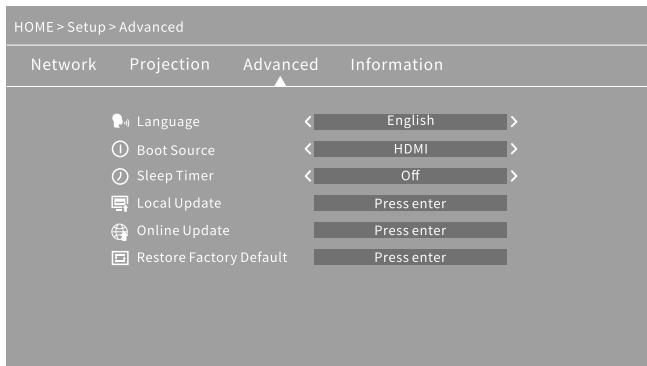 HOME > Setup > Advanced
Network Projection Advanced Information
Language English
Boot Source HDMI
Sleep Timer Off
Local Update Press enter
Online Update Press enter
Restore Factory Default Press enter